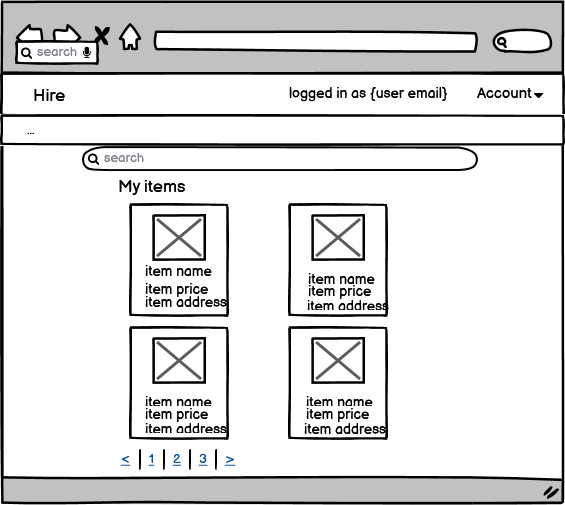 search
Hire
logged in as {user email}
Account
...
search
My items
item name
item price
item address
item name
item price
item address
item name
item price
item address
item name
item price
item address
< | 1 | 2 | 3 | >